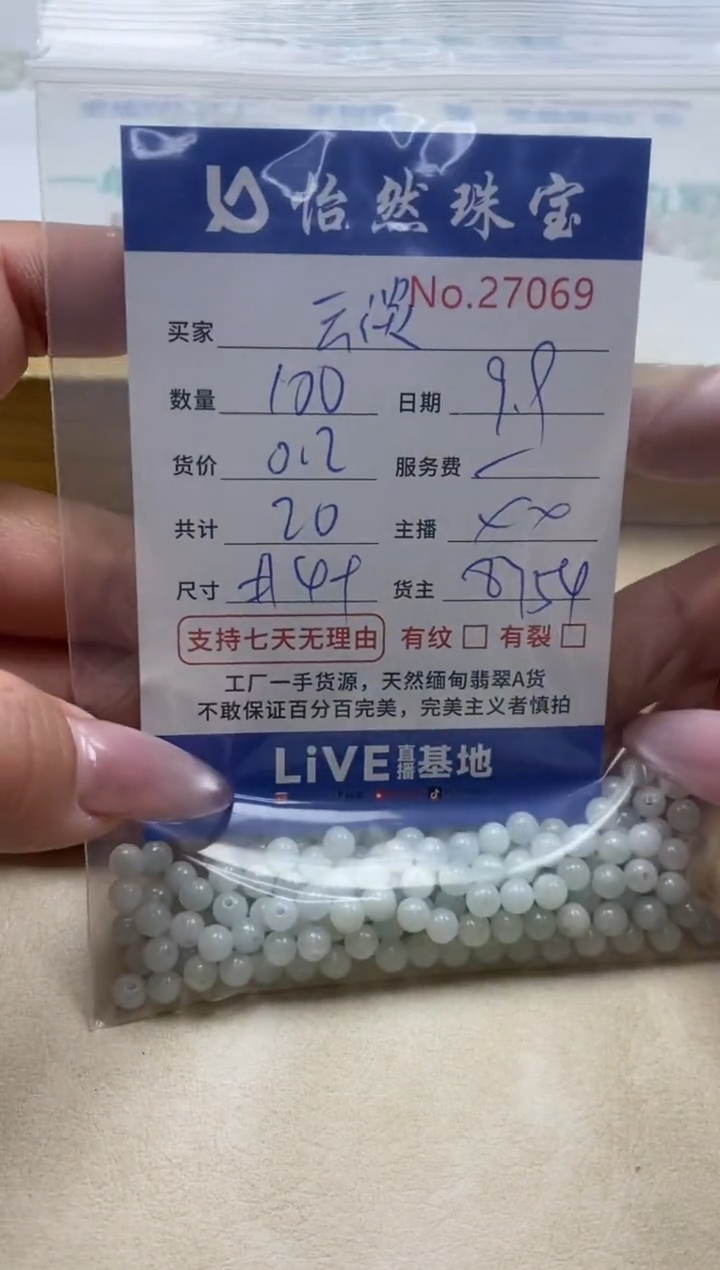 怡然珠宝
No.27069
买家 云
数量 100 日期 9.9
货价 0.2 服务费
共计 20 主播 ××
尺寸 货主 8754
支持七天无理由 有纹 □ 有裂 □
工厂一手货源，天然缅甸翡翠A货
不敢保证百分百完美，完美主义者慎拍
LiVE直播基地